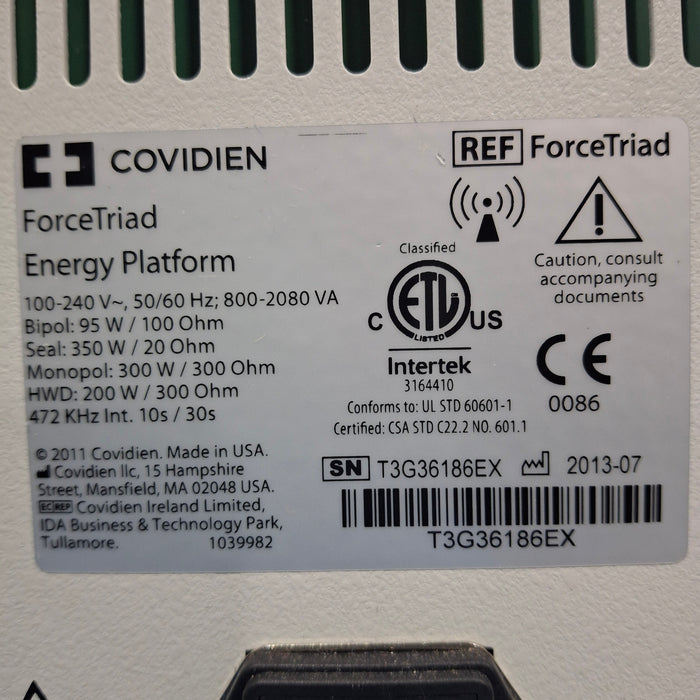 COVIDIEN
REF ForceTriad
ForceTriad
Energy Platform
100-240 V~, 50/60 Hz; 800-2080 VA
Bipol: 95 W / 100 Ohm
Seal: 350 W / 20 Ohm
Monopol: 300 W / 300 Ohm
HWD: 200 W / 300 Ohm
472 KHz Int. 10s / 30s
Caution, consult
accompanying
documents
Classified
C ETL US
LISTED
Intertek
3164410
Conforms to: UL STD 60601-1
Certified: CSA STD C22.2 NO. 601.1
CE
0086
© 2011 Covidien. Made in USA.
Covidien llc, 15 Hampshire
Street, Mansfield, MA 02048 USA.
EC REP Covidien Ireland Limited,
IDA Business & Technology Park,
Tullamore. 1039982
SN T3G36186EX 2013-07
T3G36186EX